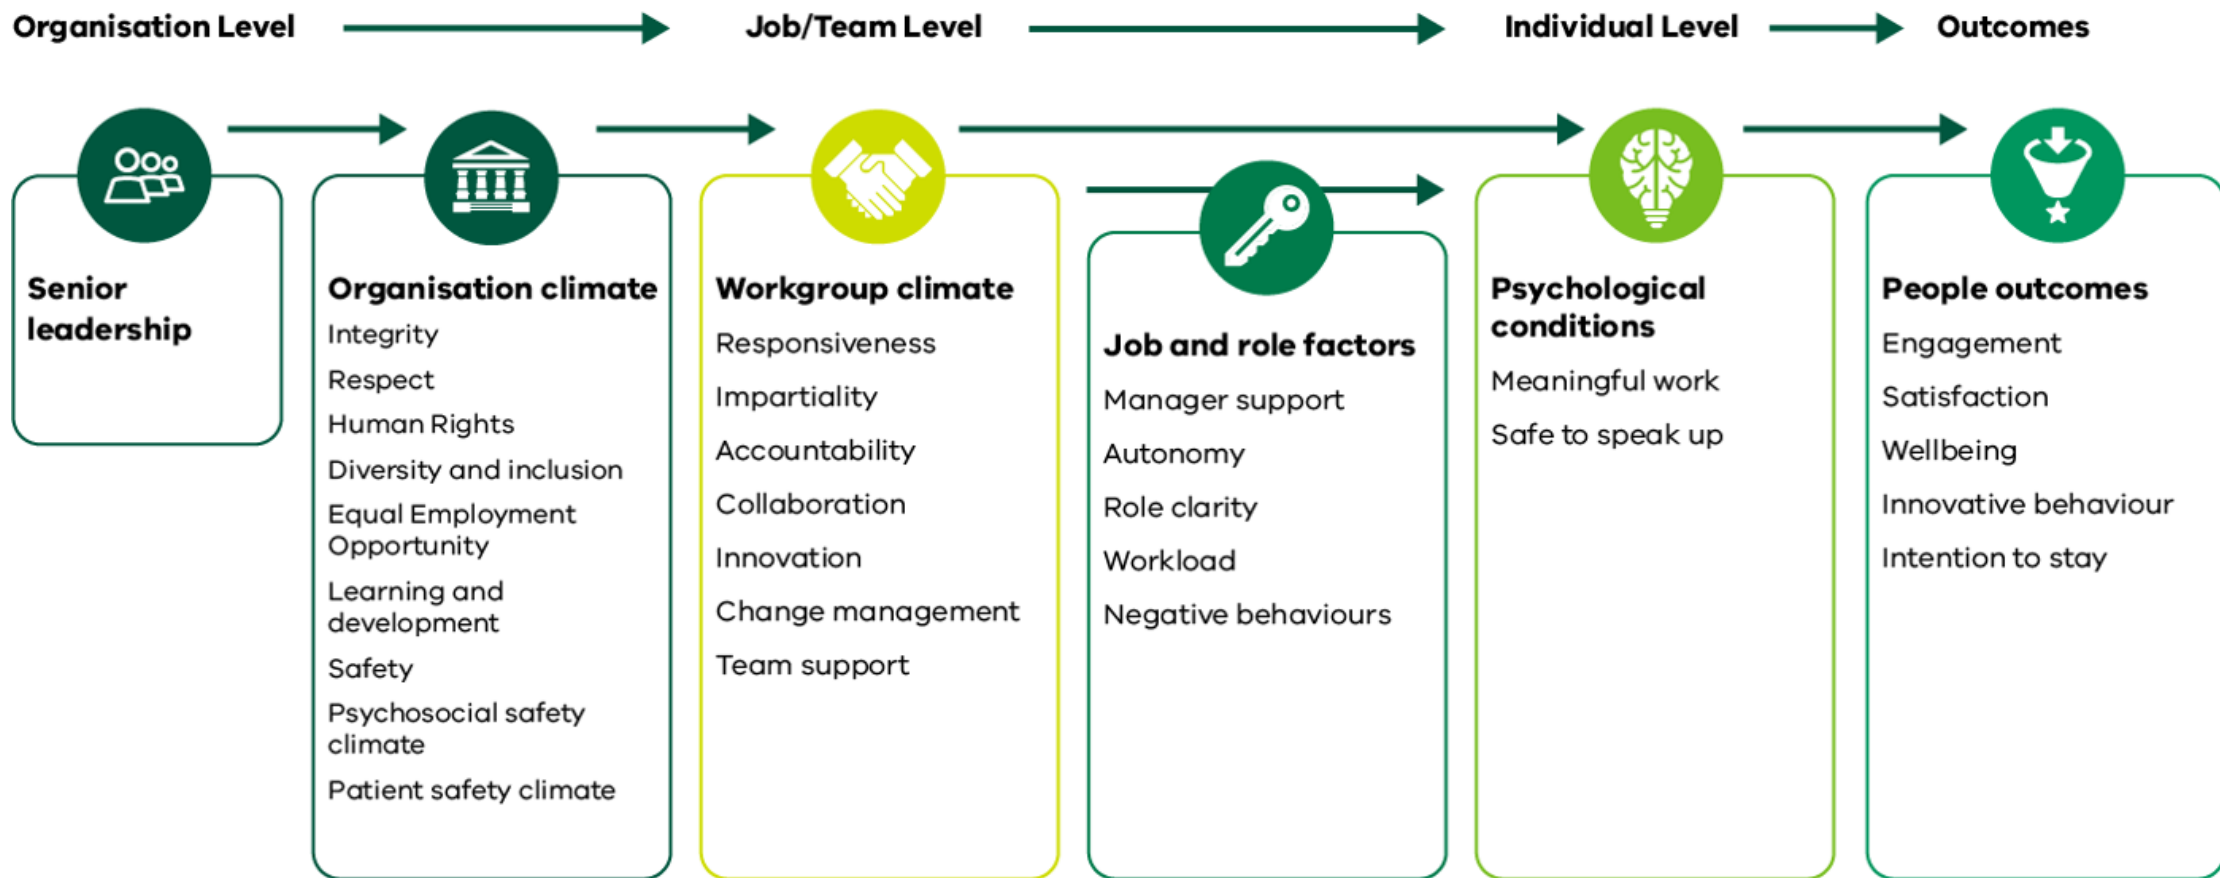 Organisation Level
Job/Team Level
Individual Level
Outcomes
Senior
leadership
Organisation climate
Integrity
Respect
Human Rights
Diversity and inclusion
Equal Employment
Opportunity
Learning and
development
Safety
Psychosocial safety
climate
Patient safety climate
Workgroup climate
Responsiveness
Impartiality
Accountability
Collaboration
Innovation
Change management
Team support
Job and role factors
Manager support
Autonomy
Role clarity
Workload
Negative behaviours
Psychological
conditions
Meaningful work
Safe to speak up
People outcomes
Engagement
Satisfaction
Wellbeing
Innovative behaviour
Intention to stay